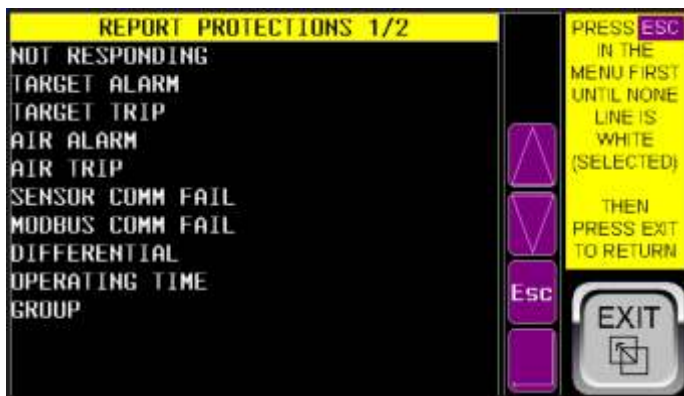 REPORT PROTECTIONS 1/2
NOT RESPONDING
TARGET ALARM
TARGET TRIP
AIR ALARM
AIR TRIP
SENSOR COMM FAIL
MODBUS COMM FAIL
DIFFERENTIAL
OPERATING TIME
GROUP
Esc
PRESS ESC
IN THE
MENU FIRST
UNTIL NONE
LINE IS
WHITE
(SELECTED)
THEN
PRESS EXIT
TO RETURN
EXIT